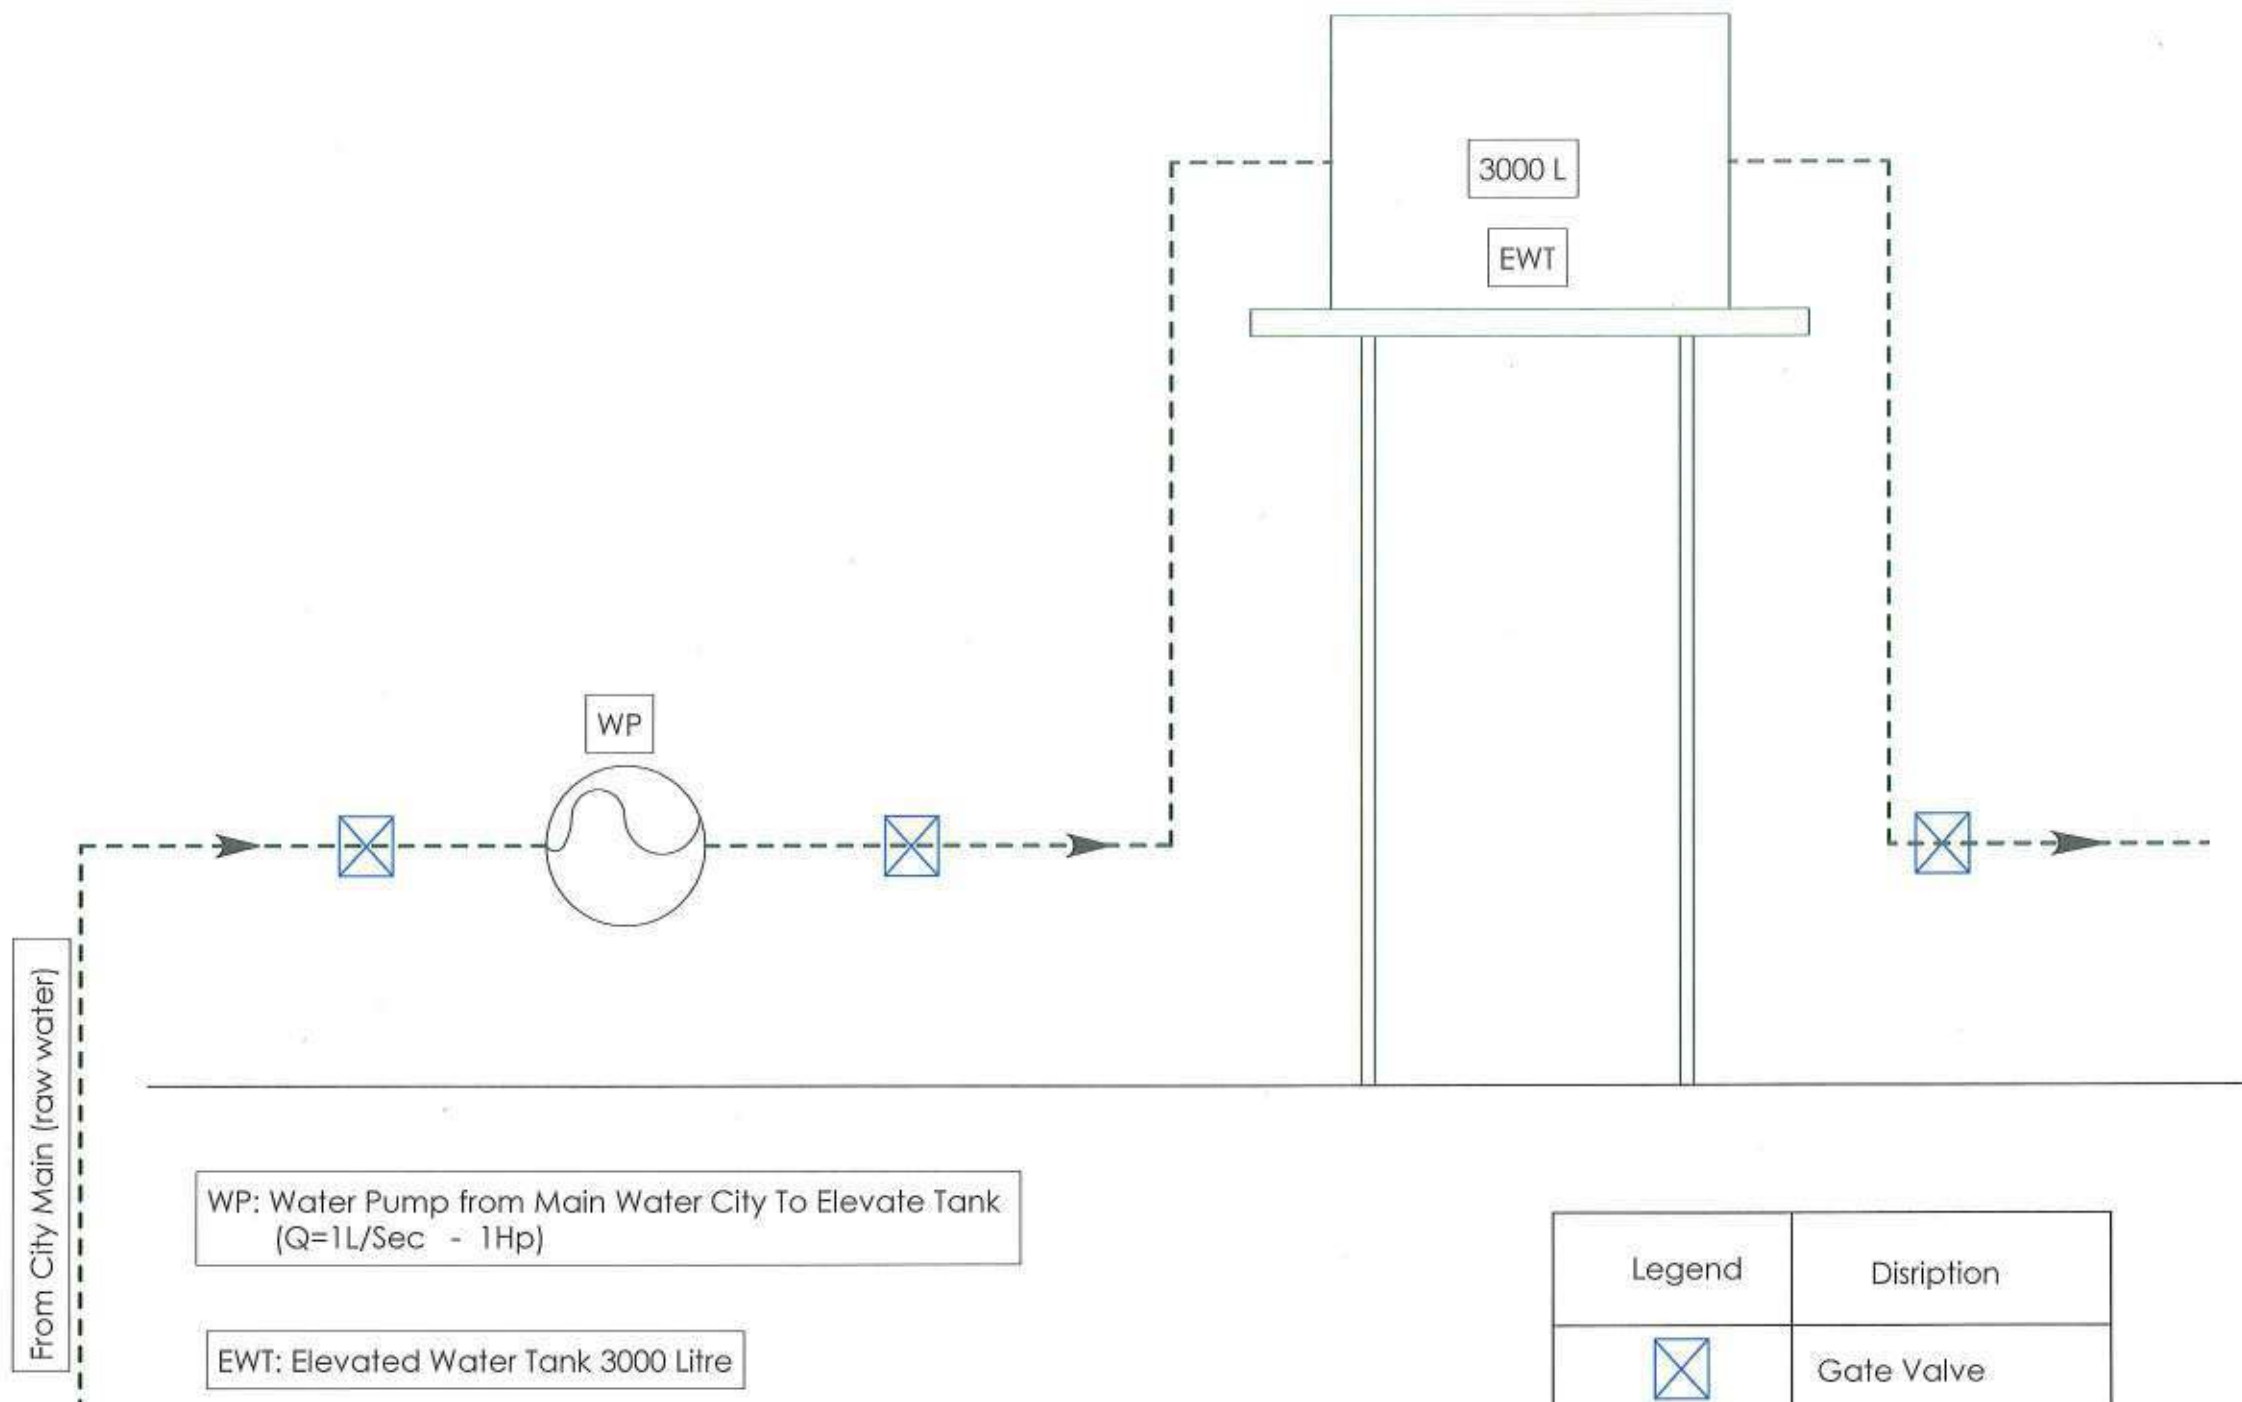 3000 L
EWT
WP
From City Main (raw water)
WP: Water Pump from Main Water City To Elevate Tank
(Q=1L/Sec - 1Hp)
EWT: Elevated Water Tank 3000 Litre
Legend
Disription
Gate Valve